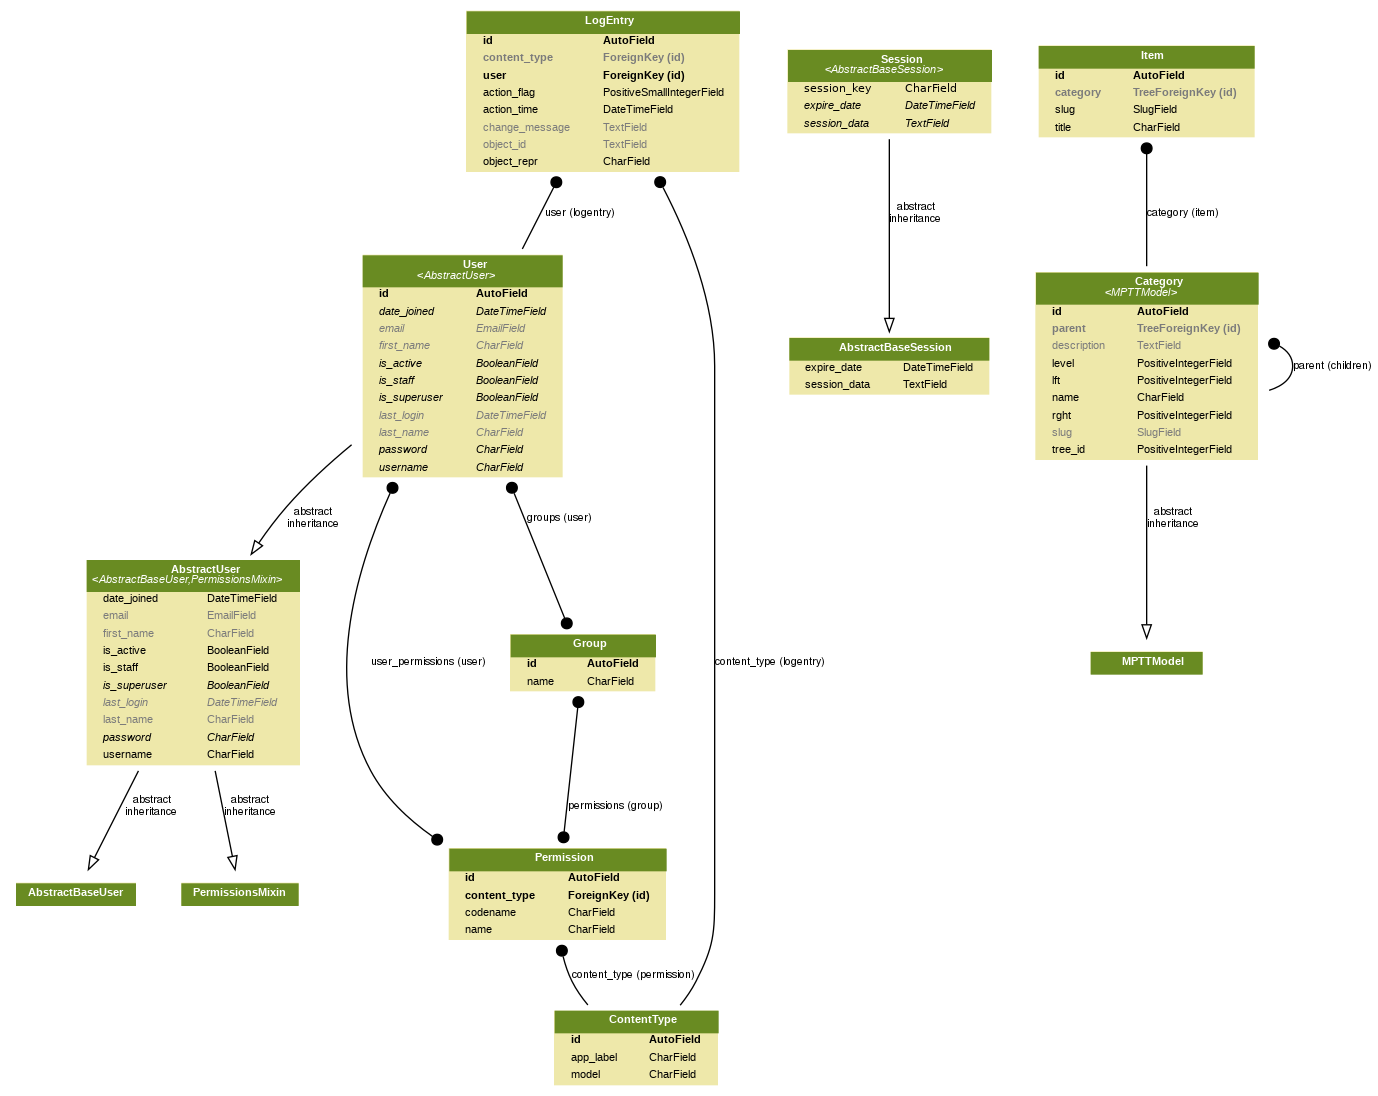 LogEntry
id AutoField
content_type ForeignKey (id)
user ForeignKey (id)
action_flag PositiveSmallIntegerField
action_time DateTimeField
change_message TextField
object_id TextField
object_repr CharField
user (logentry)
Session
<AbstractBaseSession>
session_key CharField
expire_date DateTimeField
session_data TextField
abstract
inheritance
AbstractBaseSession
expire_date DateTimeField
session_data TextField
Item
id AutoField
category TreeForeignKey (id)
slug SlugField
title CharField
category (item)
Category
<MPTTModel>
id AutoField
parent TreeForeignKey (id)
description TextField
level PositiveIntegerField
lft PositiveIntegerField
name CharField
rght PositiveIntegerField
slug SlugField
tree_id PositiveIntegerField
parent (children)
abstract
inheritance
MPTTModel
User
<AbstractUser>
id AutoField
date_joined DateTimeField
email EmailField
first_name CharField
is_active BooleanField
is_staff BooleanField
is_superuser BooleanField
last_login DateTimeField
last_name CharField
password CharField
username CharField
abstract
inheritance
groups (user)
AbstractUser
<AbstractBaseUser,PermissionsMixin>
date_joined DateTimeField
email EmailField
first_name CharField
is_active BooleanField
is_staff BooleanField
is_superuser BooleanField
last_login DateTimeField
last_name CharField
password CharField
username CharField
user_permissions (user)
Group
id AutoField
name CharField
content_type (logentry)
abstract
inheritance
abstract
inheritance
permissions (group)
AbstractBaseUser
PermissionsMixin
Permission
id AutoField
content_type ForeignKey (id)
codename CharField
name CharField
content_type (permission)
ContentType
id AutoField
app_label CharField
model CharField